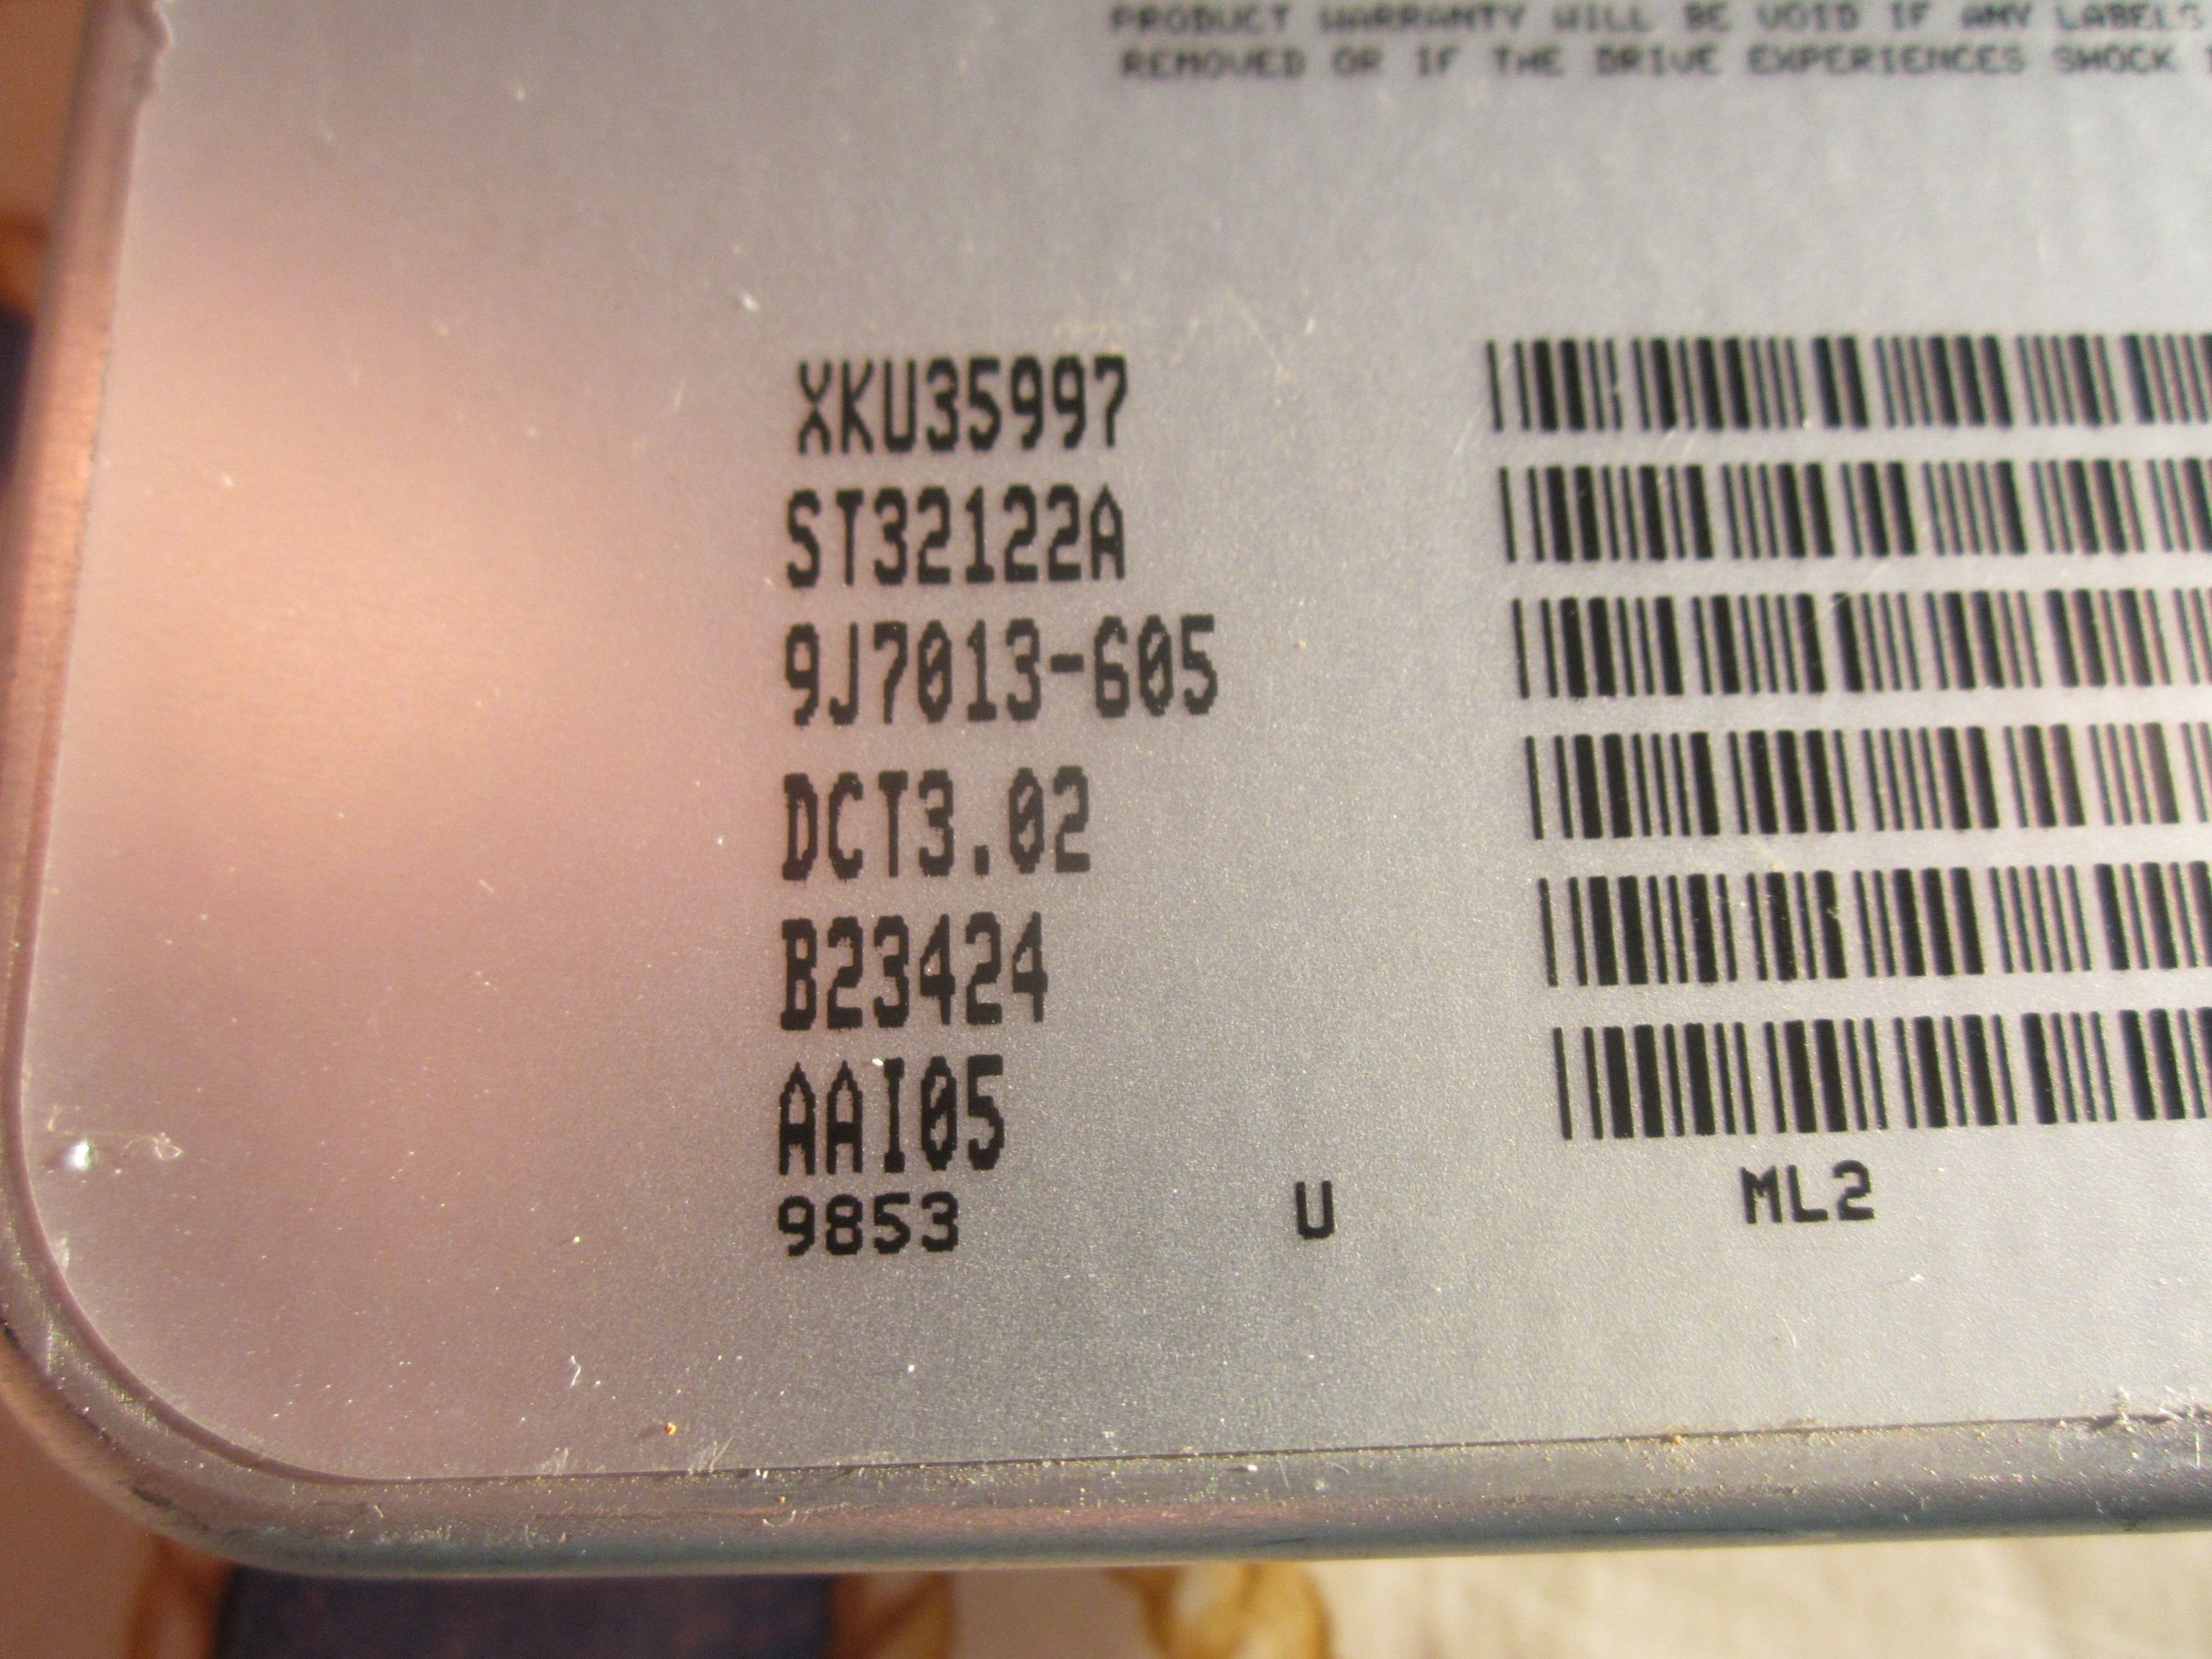 PRODUCT WARRANTY WILL BE VOID IF ANY LABELS
REMOVED OR IF THE DRIVE EXPERIENCES SHOCK
XKU35997
ST32122A
9J7013-605
DCT3.02
B23424
AAI05
9853 U ML2